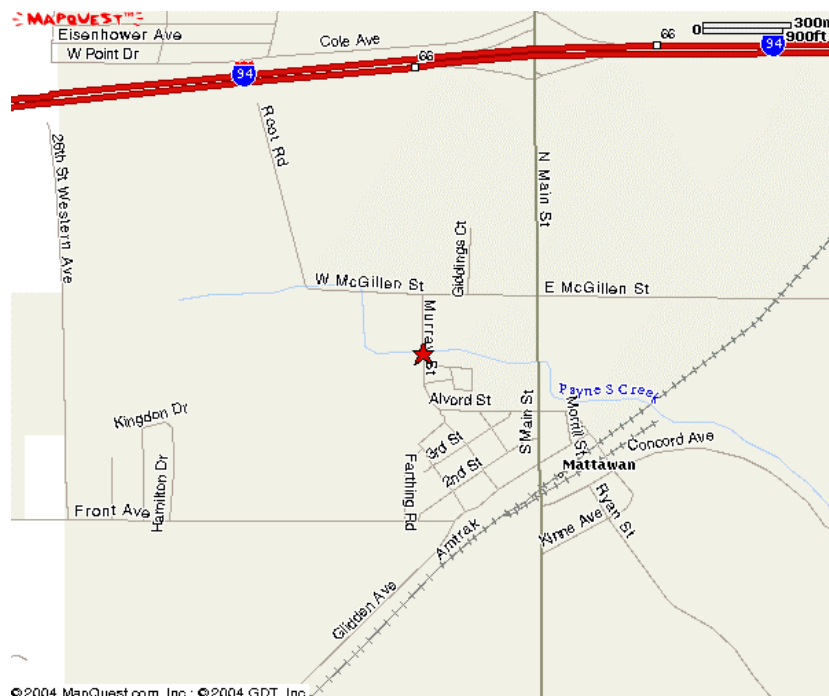 MAPQUEST™
Eisenhower Ave
Cole Ave
0 300m
900ft
W Point Dr
66
66
94
94
Root Rd
26th St Western Ave
N Main St
Giddings Ct
W McGillen St
E McGillen St
Murray St
Payne S Creek
Alvord St
S Main St
Morrill St
Kingdon Dr
3rd St
Concord Ave
2nd St
Mattawan
Hamilton Dr
Farthing Rd
Front Ave
Ryan St
Amtrak
Kinne Ave
Glidden Ave
©2004 MapQuest.com, Inc.; ©2004 GDT, Inc.